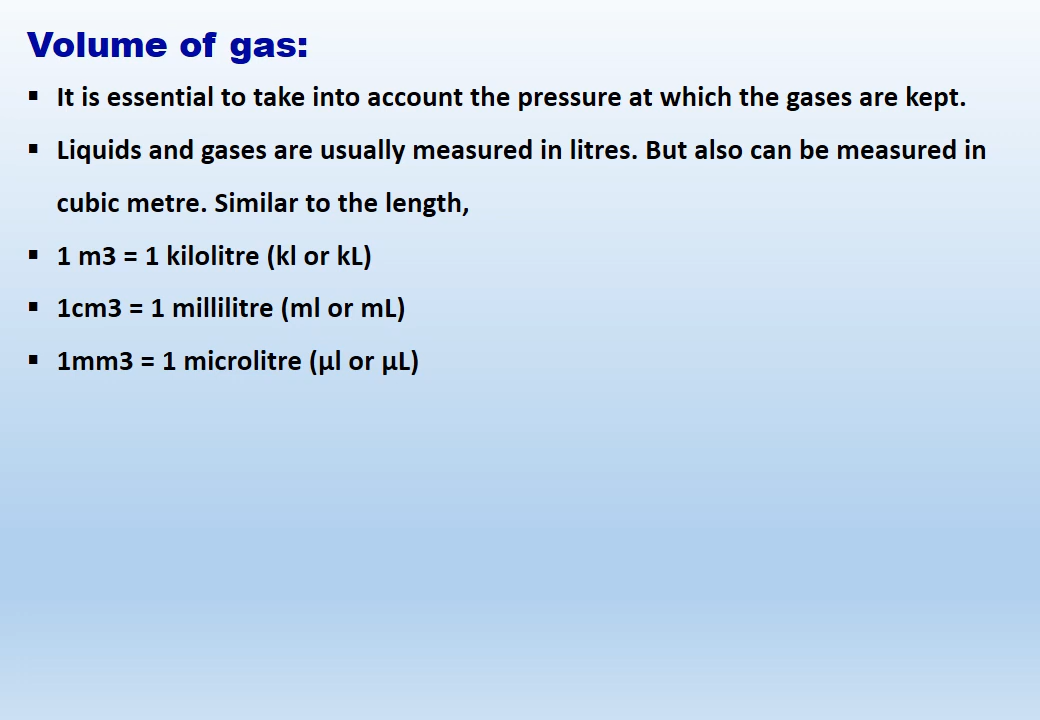 Volume of gas:
▪ It is essential to take into account the pressure at which the gases are kept.
▪ Liquids and gases are usually measured in litres. But also can be measured in
cubic metre. Similar to the length,
▪ 1 m3 = 1 kilolitre (kl or kL)
▪ 1cm3 = 1 millilitre (ml or mL)
▪ 1mm3 = 1 microlitre (μl or μL)